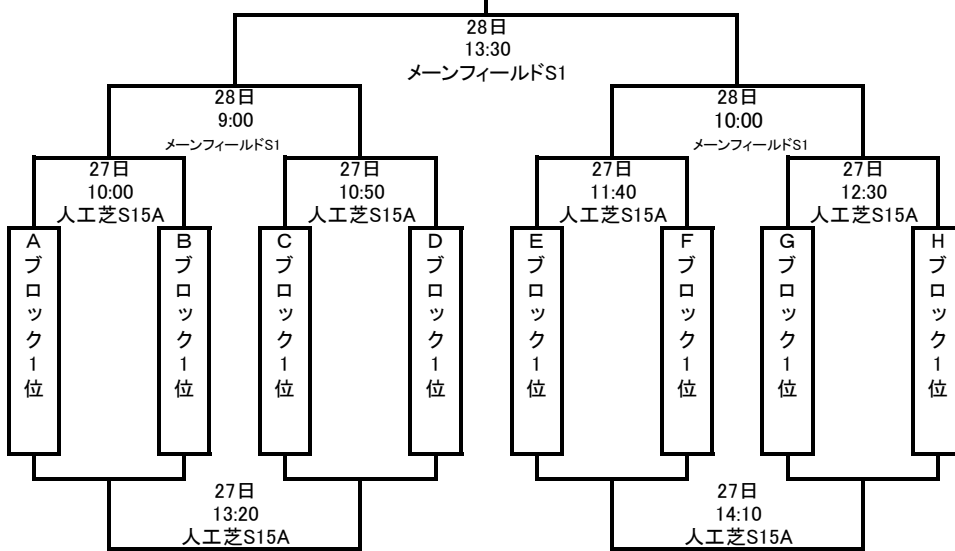 28日
13:30
メーンフィールドS1
28日
9:00
メーンフィールドS1
28日
10:00
メーンフィールドS1
27日
10:00
人工芝S15A
27日
10:50
人工芝S15A
27日
11:40
人工芝S15A
27日
12:30
人工芝S15A
Aブロック1位
Bブロック1位
Cブロック1位
Dブロック1位
Eブロック1位
Fブロック1位
Gブロック1位
Hブロック1位
27日
13:20
人工芝S15A
27日
14:10
人工芝S15A